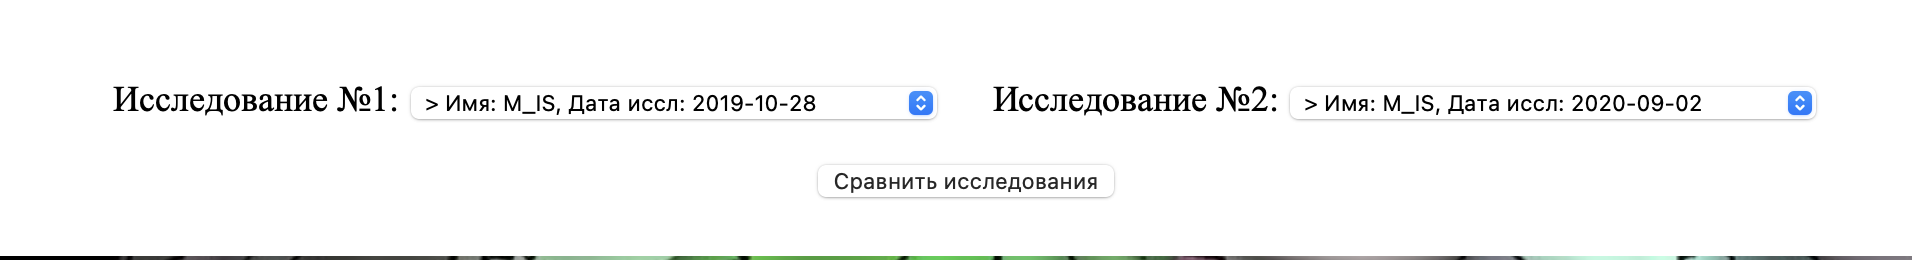 Исследование №1: > Имя: M_IS, Дата иссл: 2019-10-28 Исследование №2: > Имя: M_IS, Дата иссл: 2020-09-02
Сравнить исследования